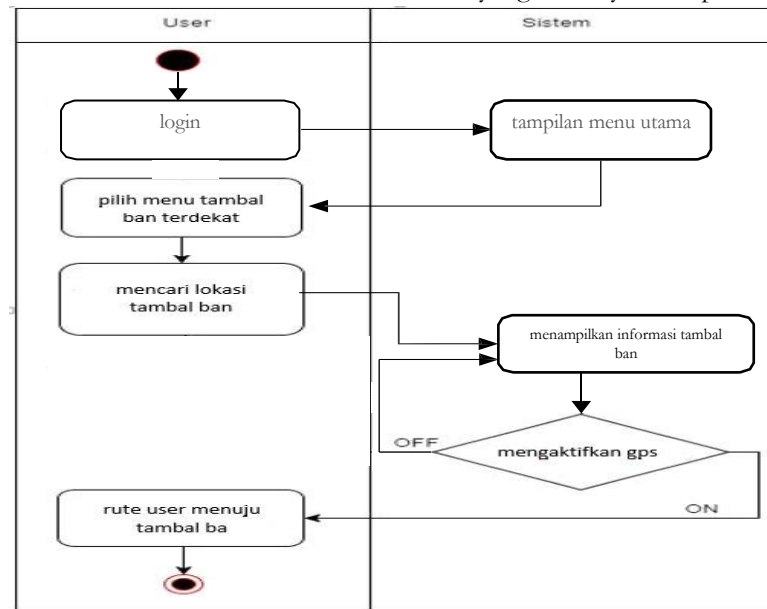 User
Sistem
login
tampilan menu utama
pilih menu tambal
ban terdekat
mencari lokasi
tambal ban
menampilkan informasi tambal
ban
OFF
mengaktifkan gps
ON
rute user menuju
tambal ba